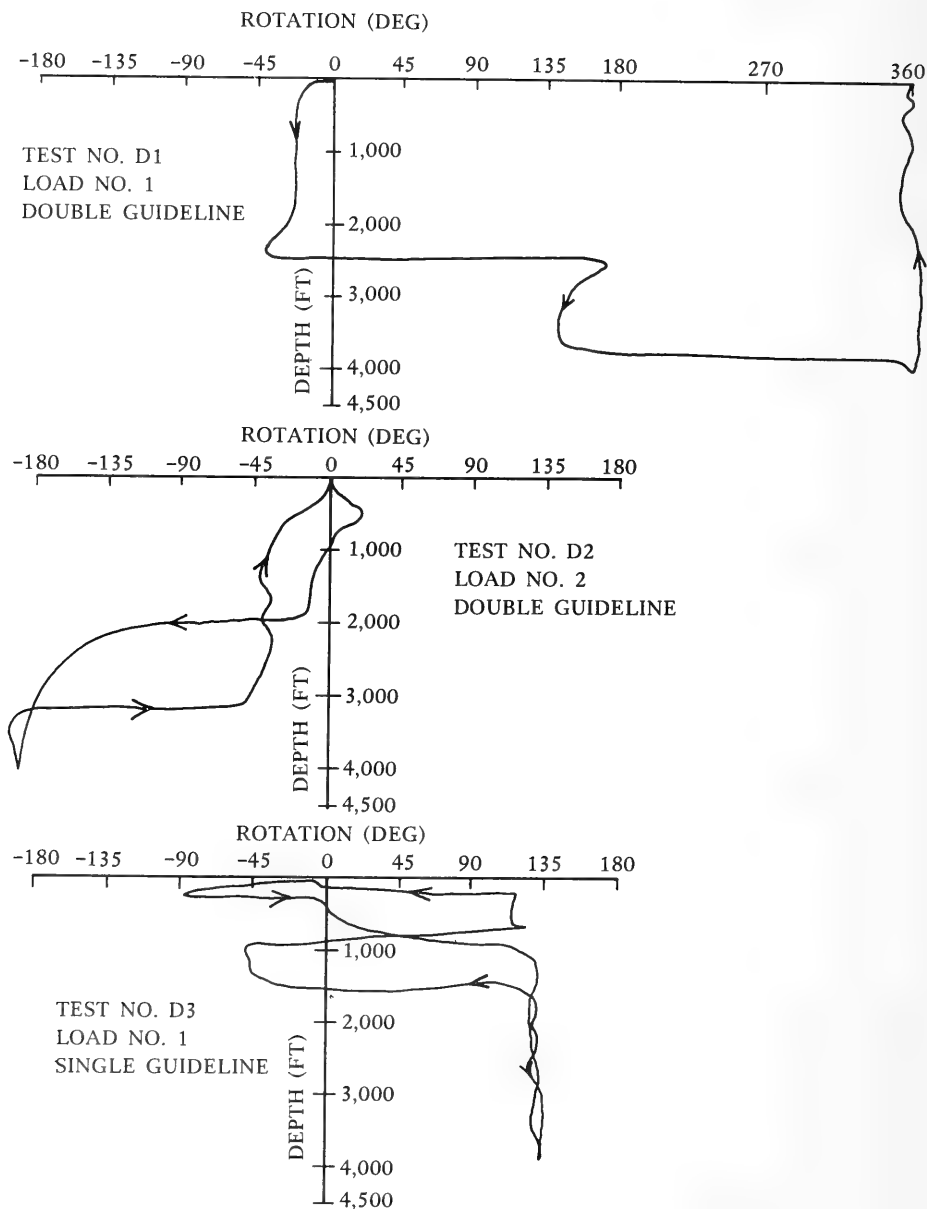 ROTATION (DEG)
-180 -135 -90 -45 0 45 90 135 180 270 360
1,000
2,000
3,000
4,000
4,500
DEPTH (FT)
TEST NO. D1
LOAD NO. 1
DOUBLE GUIDELINE
ROTATION (DEG)
-180 -135 -90 -45 0 45 90 135 180
1,000
2,000
3,000
4,000
4,500
DEPTH (FT)
TEST NO. D2
LOAD NO. 2
DOUBLE GUIDELINE
ROTATION (DEG)
-180 -135 -90 -45 0 45 90 135 180
1,000
2,000
3,000
4,000
4,500
DEPTH (FT)
TEST NO. D3
LOAD NO. 1
SINGLE GUIDELINE